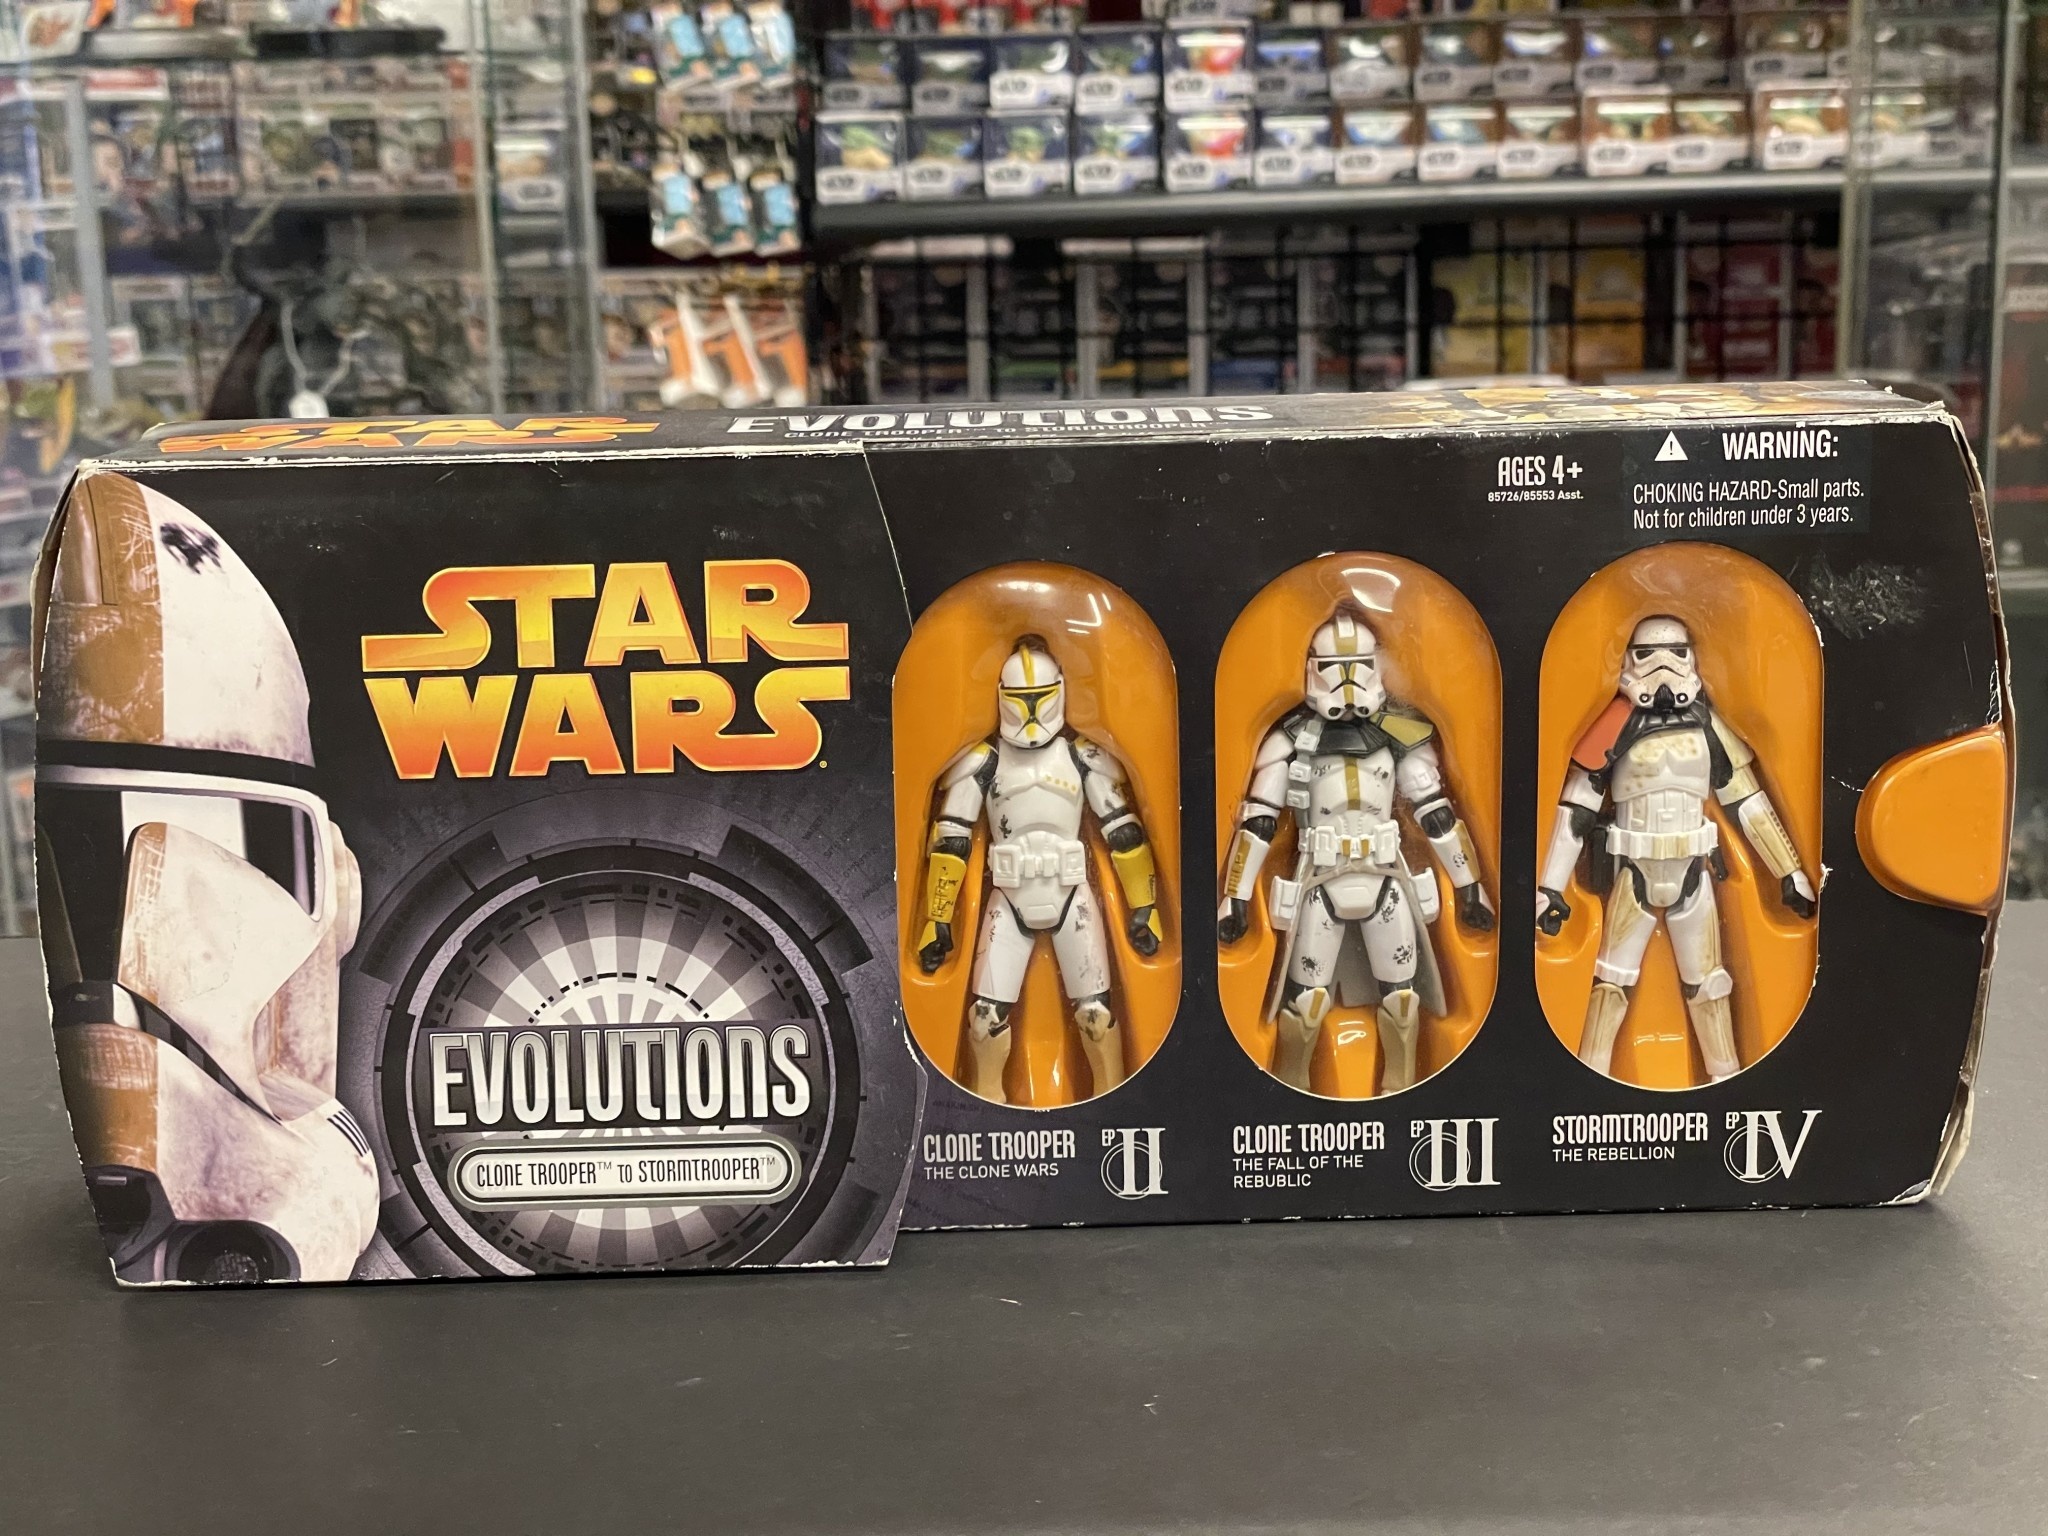 STAR
WARS
EVOLUTIONS
CLONE TROOPER TO STORMTROOPER
AGES 4+
85726/85553 Asst.
WARNING:
CHOKING HAZARD-Small parts.
Not for children under 3 years.
STAR
WARS
EVOLUTIONS
CLONE TROOPER™ TO STORMTROOPER™
CLONE TROOPER
THE CLONE WARS
EP II
CLONE TROOPER
THE FALL OF THE
REBUBLIC
EP III
STORMTROOPER
THE REBELLION
EP IV